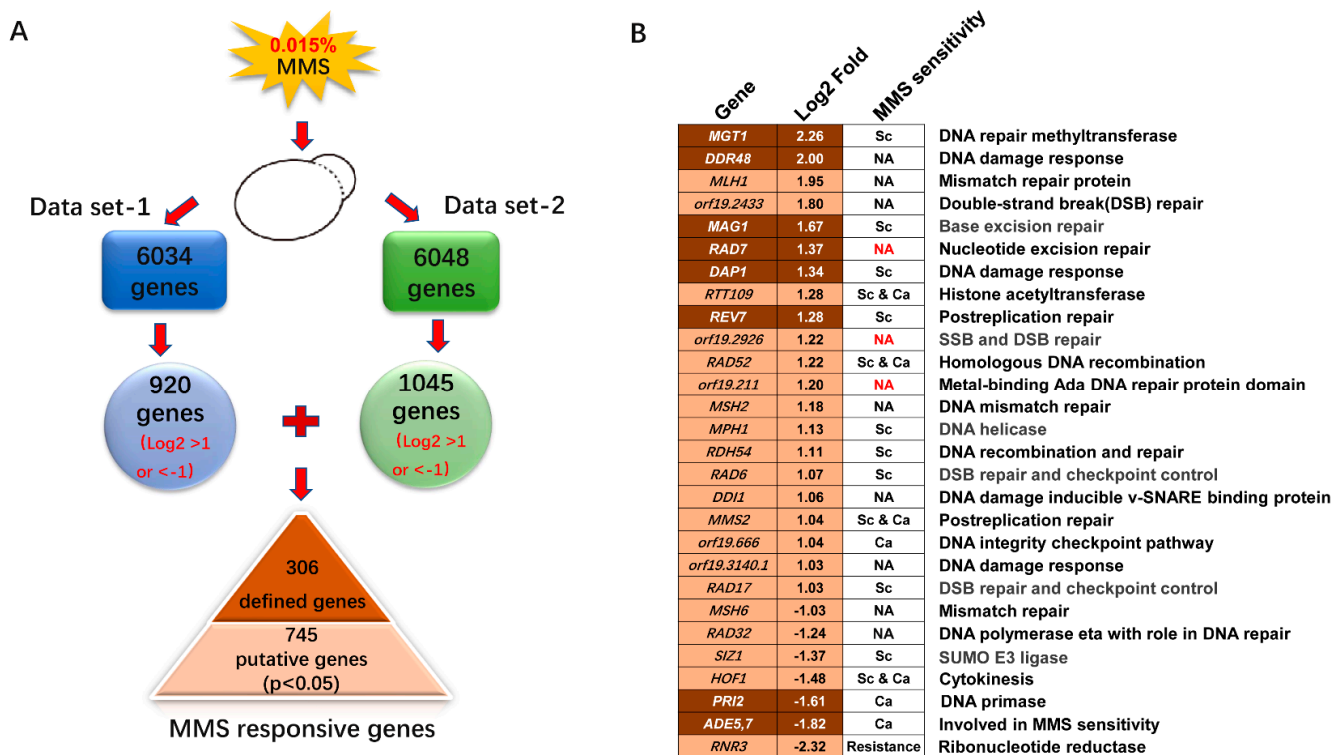 A
0.015%
MMS
Data set-1
Data set-2
6034
genes
6048
genes
920
genes
(Log2 >1
or <-1)
1045
genes
(Log2 >1
or <-1)
306
defined genes
745
putative genes
(p<0.05)
MMS responsive genes
B
Gene Log2 Fold MMS sensitivity
MGT1 2.26 Sc DNA repair methyltransferase
DDR48 2.00 NA DNA damage response
MLH1 1.95 NA Mismatch repair protein
orf19.2433 1.80 NA Double-strand break(DSB) repair
MAG1 1.67 Sc Base excision repair
RAD7 1.37 NA Nucleotide excision repair
DAP1 1.34 Sc DNA damage response
RTT109 1.28 Sc & Ca Histone acetyltransferase
REV7 1.28 Sc Postreplication repair
orf19.2926 1.22 NA SSB and DSB repair
RAD52 1.22 Sc & Ca Homologous DNA recombination
orf19.211 1.20 NA Metal-binding Ada DNA repair protein domain
MSH2 1.18 NA DNA mismatch repair
MPH1 1.13 Sc DNA helicase
RDH54 1.11 Sc DNA recombination and repair
RAD6 1.07 Sc DSB repair and checkpoint control
DDI1 1.06 NA DNA damage inducible v-SNARE binding protein
MMS2 1.04 Sc & Ca Postreplication repair
orf19.666 1.04 Ca DNA integrity checkpoint pathway
orf19.3140.1 1.03 NA DNA damage response
RAD17 1.03 Sc DSB repair and checkpoint control
MSH6 -1.03 NA Mismatch repair
RAD32 -1.24 NA DNA polymerase eta with role in DNA repair
SIZ1 -1.37 Sc SUMO E3 ligase
HOF1 -1.48 Sc & Ca Cytokinesis
PRI2 -1.61 Ca DNA primase
ADE5,7 -1.82 Ca Involved in MMS sensitivity
RNR3 -2.32 Resistance Ribonucleotide reductase